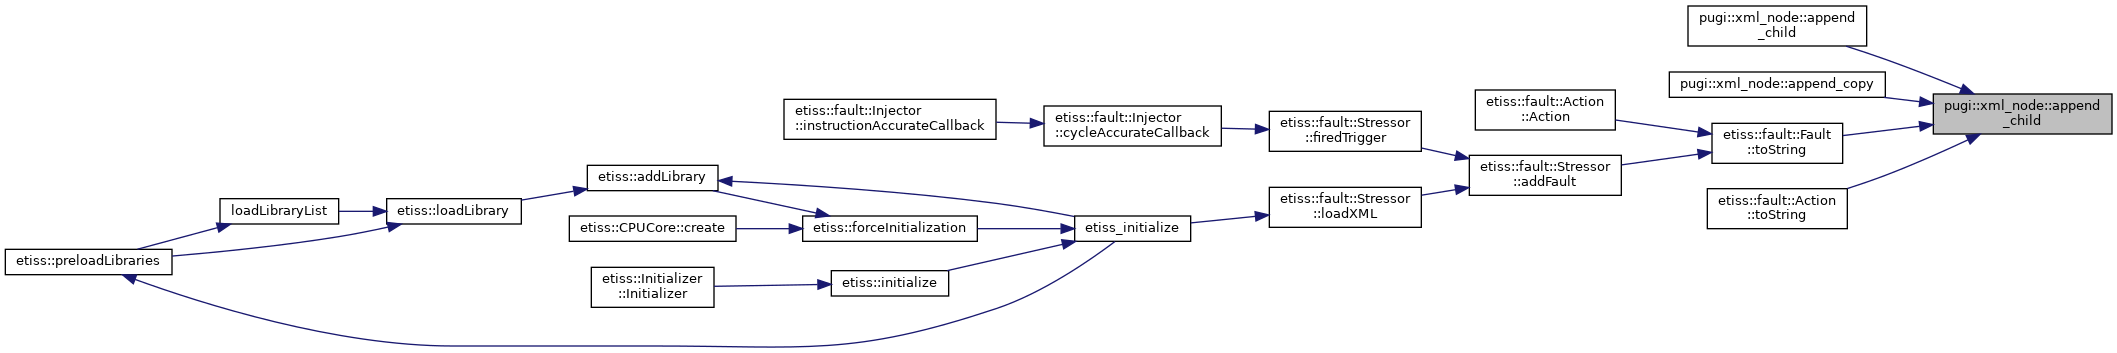 pugi::xml_node::append
_child
pugi::xml_node::append_copy
pugi::xml_node::append
_child
etiss::fault::Action
::Action
etiss::fault::Injector
::instructionAccurateCallback
etiss::fault::Injector
::cycleAccurateCallback
etiss::fault::Stressor
::firedTrigger
etiss::fault::Fault
::toString
etiss::fault::Stressor
::addFault
etiss::addLibrary
etiss::fault::Stressor
::loadXML
etiss::fault::Action
::toString
loadLibraryList
etiss::loadLibrary
etiss::CPUCore::create
etiss::forceInitialization
etiss_initialize
etiss::preloadLibraries
etiss::Initializer
::Initializer
etiss::initialize